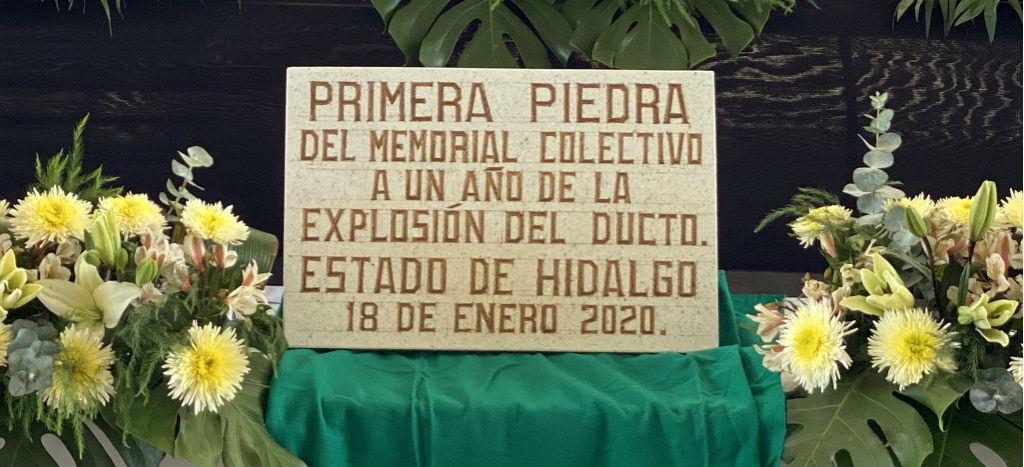 PRIMERA PIEDRA
DEL MEMORIAL COLECTIVO
A UN AÑO DE LA
EXPLOSIÓN DEL DUCTO.
ESTADO DE HIDALGO
18 DE ENERO 2020.